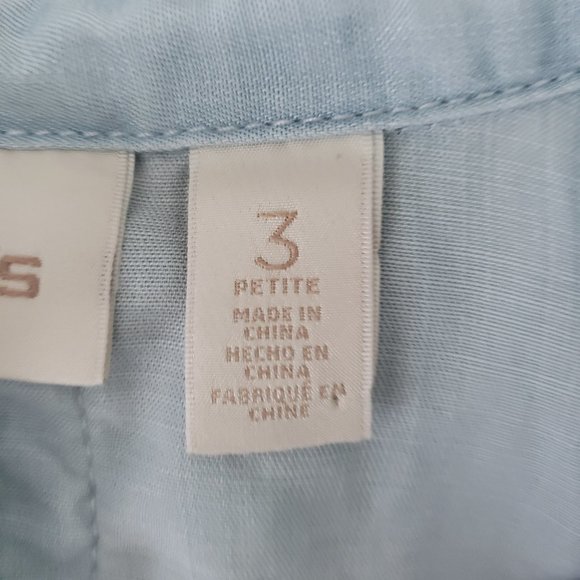 S
3
PETITE
MADE IN
CHINA
HECHO EN
CHINA
FABRIQUÉ EN
CHINE